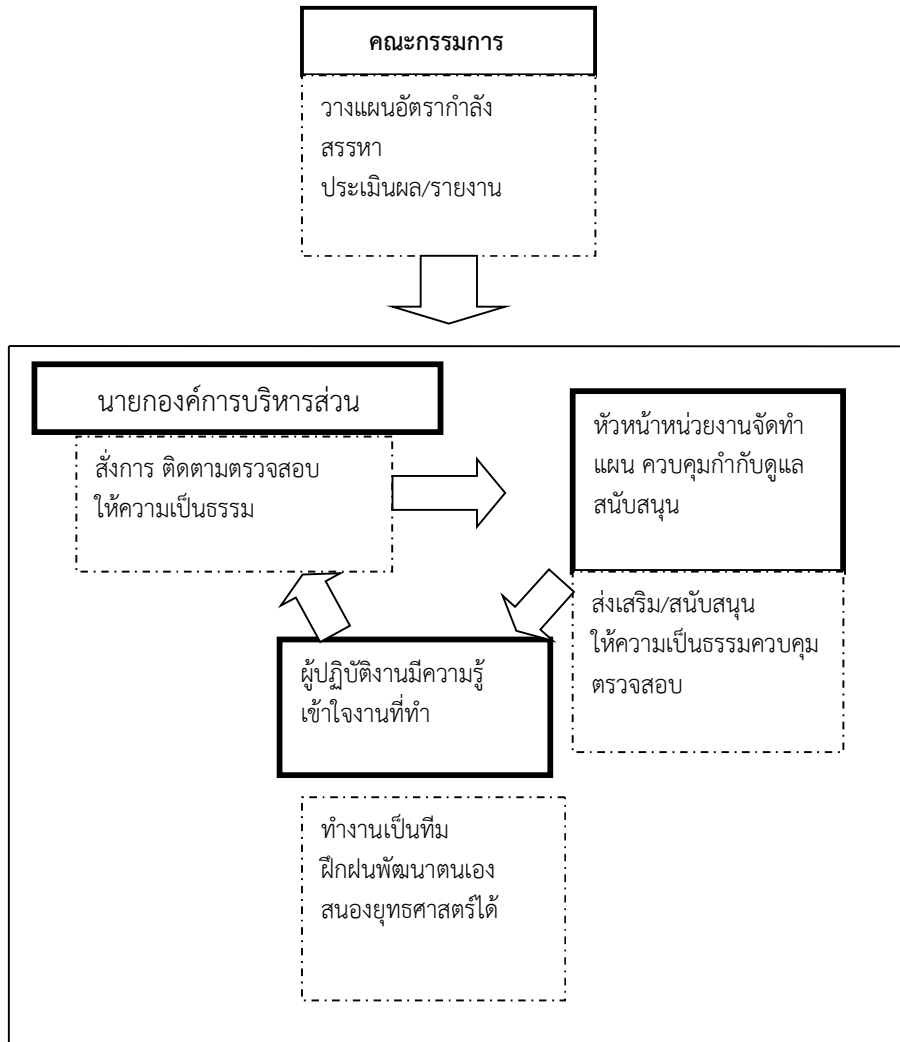 คณะกรรมการ
วางแผนอัตรากำลัง
สรรหา
ประเมินผล/รายงาน
นายกองค์การบริหารส่วน
สั่งการ ติดตามตรวจสอบ
ให้ความเป็นธรรม
หัวหน้าหน่วยงานจัดทำ
แผน ควบคุมกำกับดูแล
สนับสนุน
ส่งเสริม/สนับสนุน
ให้ความเป็นธรรมควบคุม
ตรวจสอบ
ผู้ปฏิบัติงานมีความรู้
เข้าใจงานที่ทำ
ทำงานเป็นทีม
ฝึกฝนพัฒนาตนเอง
สนองยุทธศาสตร์ได้